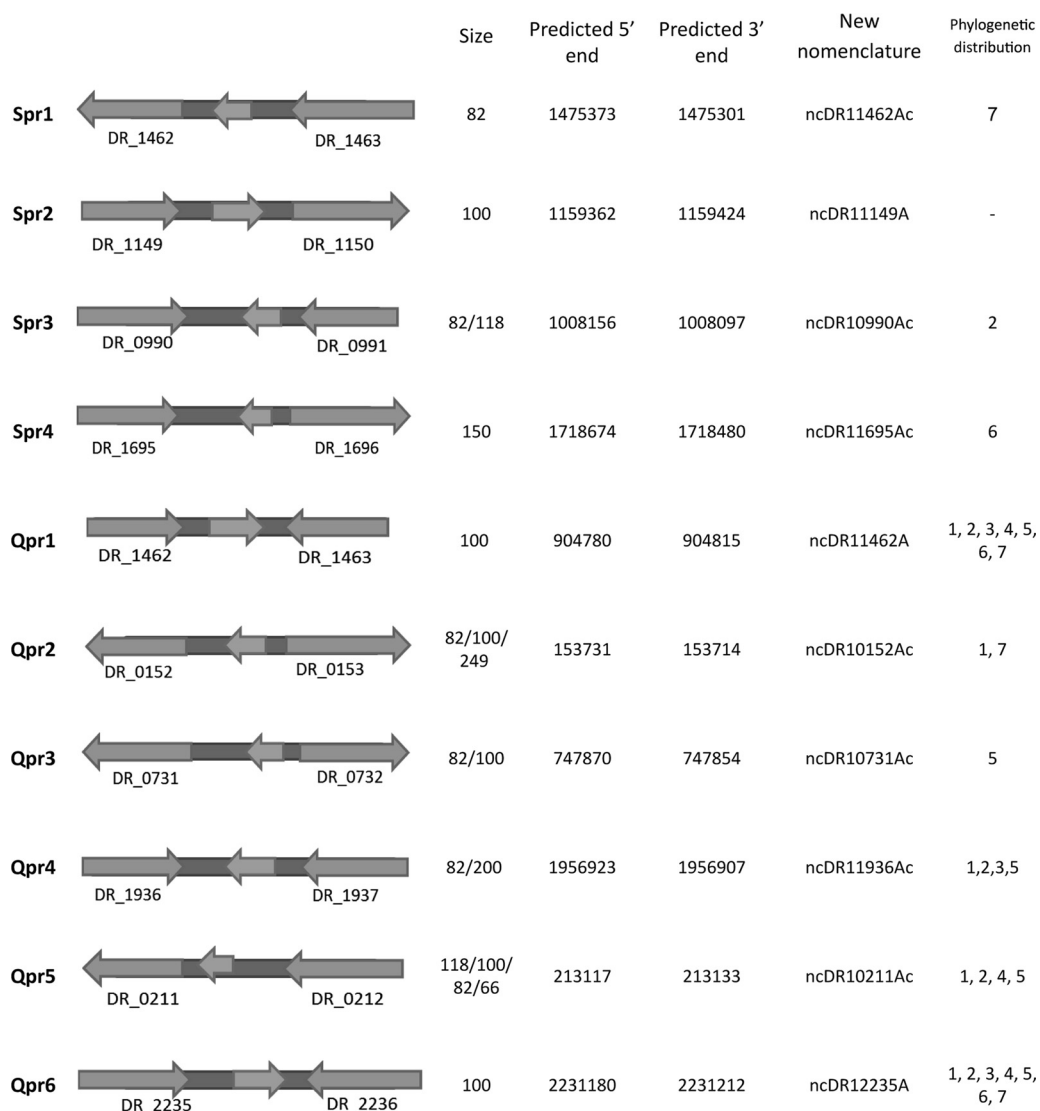 Size Predicted 5’ Predicted 3’ New Phylogenetic
end end nomenclature distribution
Spr1 82 1475373 1475301 ncDR11462Ac 7
DR_1462 DR_1463
Spr2 100 1159362 1159424 ncDR11149A -
DR_1149 DR_1150
Spr3 82/118 1008156 1008097 ncDR10990Ac 2
DR_0990 DR_0991
Spr4 150 1718674 1718480 ncDR11695Ac 6
DR_1695 DR_1696
Qpr1 100 904780 904815 ncDR11462A 1, 2, 3, 4, 5,
6, 7
DR_1462 DR_1463
Qpr2 82/100/ 153731 153714 ncDR10152Ac 1, 7
249
DR_0152 DR_0153
Qpr3 82/100 747870 747854 ncDR10731Ac 5
DR_0731 DR_0732
Qpr4 82/200 1956923 1956907 ncDR11936Ac 1,2,3,5
DR_1936 DR_1937
Qpr5 118/100/ 213117 213133 ncDR10211Ac 1, 2, 4, 5
82/66
DR_0211 DR_0212
Qpr6 100 2231180 2231212 ncDR12235A 1, 2, 3, 4, 5,
6, 7
DR_2235 DR_2236